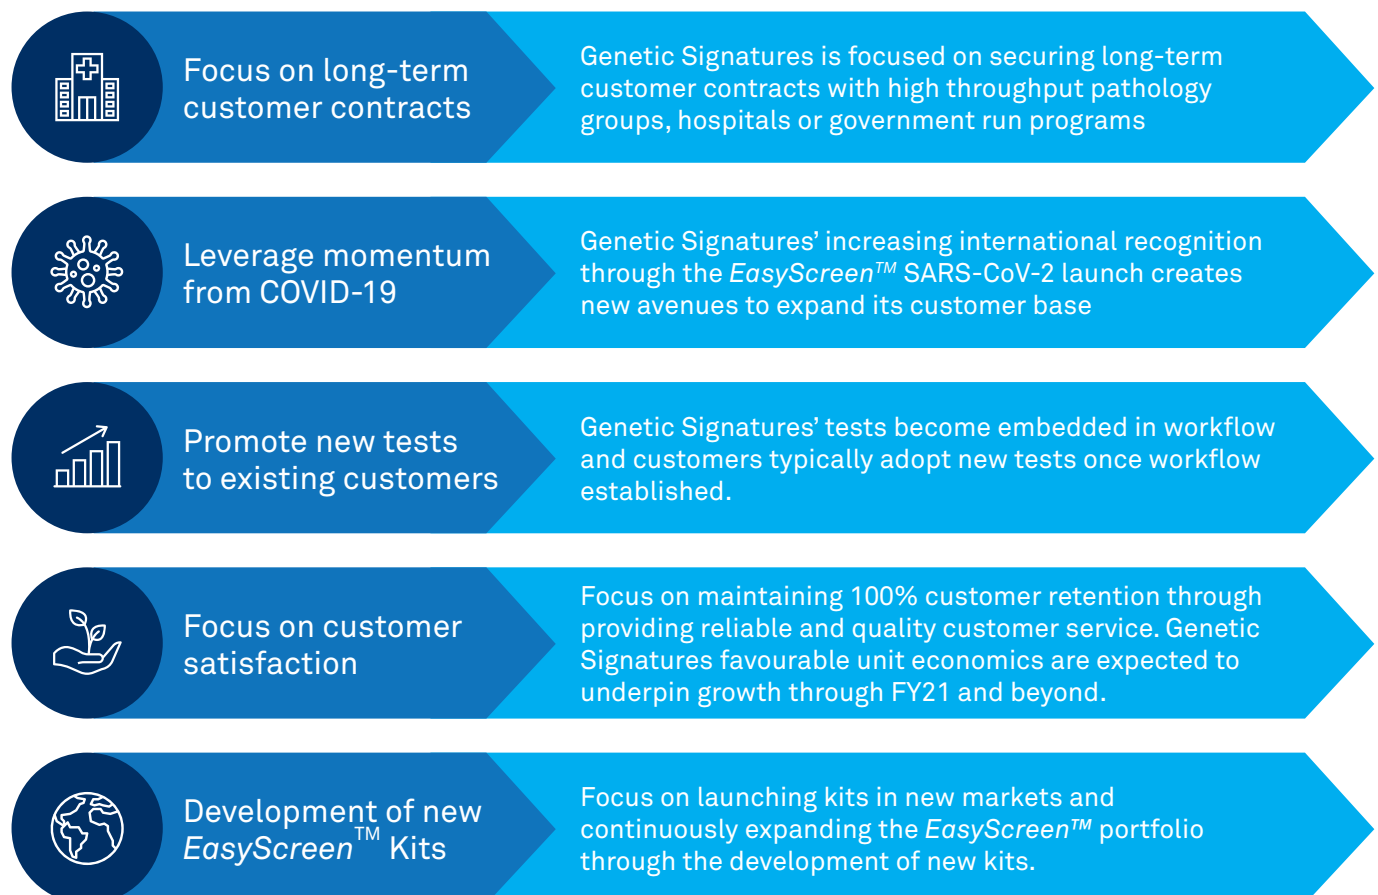 Focus on long-term
customer contracts
Genetic Signatures is focused on securing long-term
customer contracts with high throughput pathology
groups, hospitals or government run programs
Leverage momentum
from COVID-19
Genetic Signatures’ increasing international recognition
through the EasyScreen™ SARS-CoV-2 launch creates
new avenues to expand its customer base
Promote new tests
to existing customers
Genetic Signatures’ tests become embedded in workflow
and customers typically adopt new tests once workflow
established.
Focus on customer
satisfaction
Focus on maintaining 100% customer retention through
providing reliable and quality customer service. Genetic
Signatures favourable unit economics are expected to
underpin growth through FY21 and beyond.
Development of new
EasyScreen™ Kits
Focus on launching kits in new markets and
continuously expanding the EasyScreen™ portfolio
through the development of new kits.